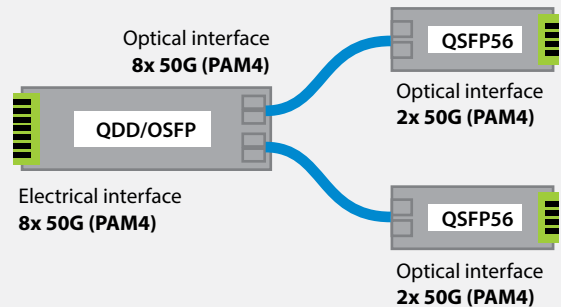 Optical interface
8x 50G (PAM4)
QDD/OSFP
Electrical interface
8x 50G (PAM4)
QSFP56
Optical interface
2x 50G (PAM4)
QSFP56
Optical interface
2x 50G (PAM4)